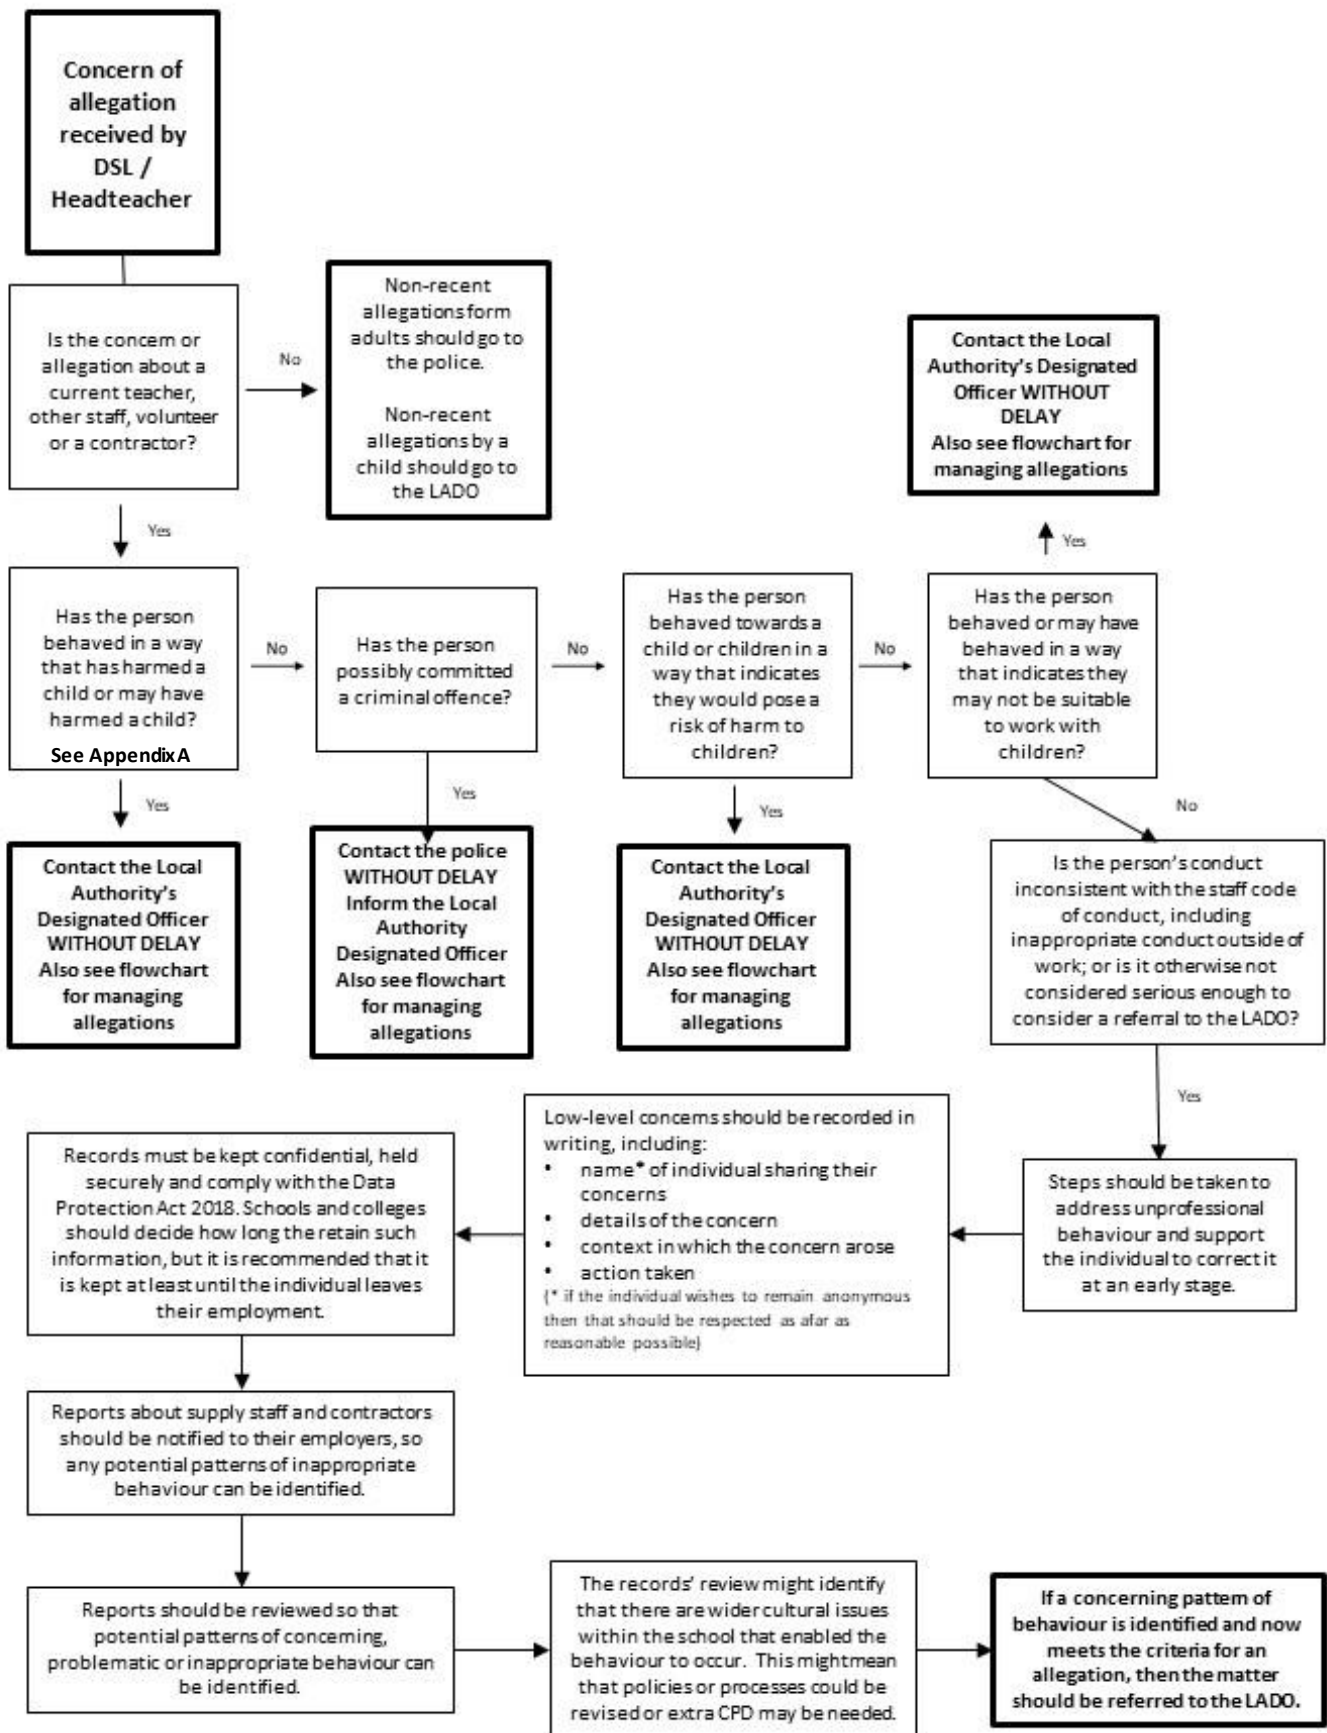 Concern of
allegation
received by
DSL /
Headteacher
Is the concern or
allegation about a
current teacher,
other staff, volunteer
or a contractor?
No
Non-recent
allegations form
adults should go to
the police.
Non-recent
allegations by a
child should go to
the LADO
Yes
Has the person
behaved in a way
that has harmed a
child or may have
harmed a child?
See Appendix A
No
Has the person
possibly committed
a criminal offence?
No
Has the person
behaved towards a
child or children in a
way that indicates
they would pose a
risk of harm to
children?
No
Has the person
behaved or may have
behaved in a way
that indicates they
may not be suitable
to work with
children?
Yes
Contact the Local
Authority's Designated
Officer WITHOUT
DELAY
Also see flowchart for
managing allegations
Yes
Contact the Local
Authority's
Designated Officer
WITHOUT DELAY
Also see flowchart
for managing
allegations
Yes
Contact the police
WITHOUT DELAY
Inform the Local
Authority
Designated Officer
Also see flowchart
for managing
allegations
Yes
Contact the Local
Authority's
Designated Officer
WITHOUT DELAY
Also see flowchart
for managing
allegations
No
Is the person's conduct
inconsistent with the staff code
of conduct, including
inappropriate conduct outside of
work; or is it otherwise not
considered serious enough to
consider a referral to the LADO?
Yes
Steps should be taken to
address unprofessional
behaviour and support
the individual to correct it
at an early stage.
Low-level concerns should be recorded in
writing, including:
• name* of individual sharing their
concerns
• details of the concern
• context in which the concern arose
• action taken
(* if the individual wishes to remain anonymous
then that should be respected as afar as
reasonable possible)
Records must be kept confidential, held
securely and comply with the Data
Protection Act 2018. Schools and colleges
should decide how long the retain such
information, but it is recommended that it
is kept at least until the individual leaves
their employment.
Reports about supply staff and contractors
should be notified to their employers, so
any potential patterns of inappropriate
behaviour can be identified.
Reports should be reviewed so that
potential patterns of concerning,
problematic or inappropriate behaviour can
be identified.
The records' review might identify
that there are wider cultural issues
within the school that enabled the
behaviour to occur. This might mean
that policies or processes could be
revised or extra CPD may be needed.
If a concerning pattern of
behaviour is identified and now
meets the criteria for an
allegation, then the matter
should be referred to the LADO.